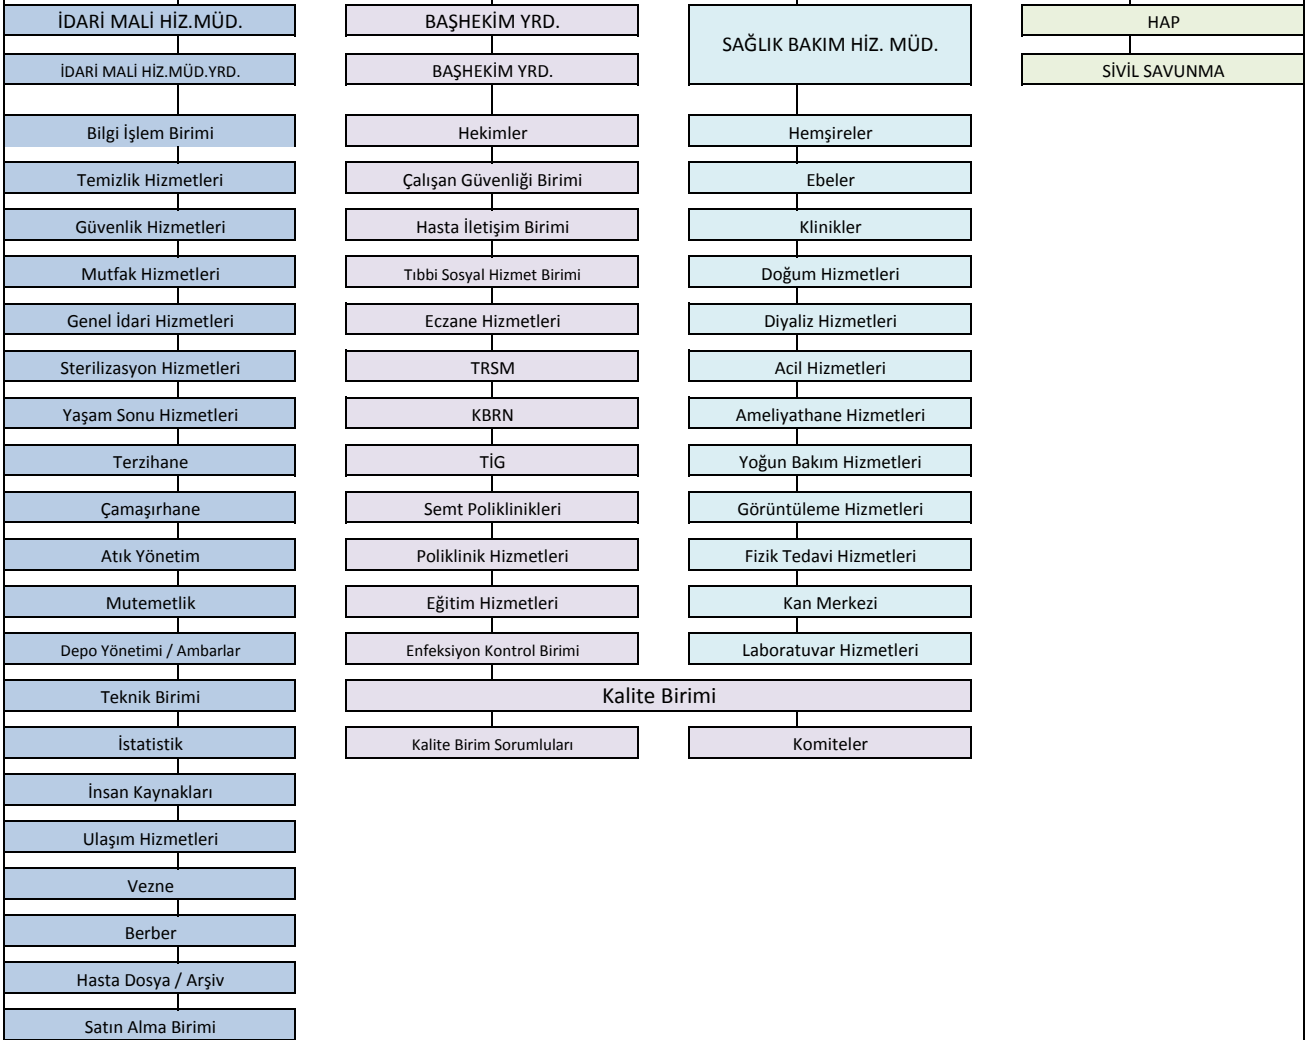 İDARİ MALİ HİZ.MÜD.
İDARİ MALİ HİZ.MÜD.YRD.
Bilgi İşlem Birimi
Temizlik Hizmetleri
Güvenlik Hizmetleri
Mutfak Hizmetleri
Genel İdari Hizmetleri
Sterilizasyon Hizmetleri
Yaşam Sonu Hizmetleri
Terzihane
Çamaşırhane
Atık Yönetim
Mutemetlik
Depo Yönetimi / Ambarlar
Teknik Birimi
İstatistik
İnsan Kaynakları
Ulaşım Hizmetleri
Vezne
Berber
Hasta Dosya / Arşiv
Satın Alma Birimi
BAŞHEKİM YRD.
BAŞHEKİM YRD.
Hekimler
Çalışan Güvenliği Birimi
Hasta İletişim Birimi
Tıbbi Sosyal Hizmet Birimi
Eczane Hizmetleri
TRSM
KBRN
TİG
Semt Poliklinikleri
Poliklinik Hizmetleri
Eğitim Hizmetleri
Enfeksiyon Kontrol Birimi
SAĞLIK BAKIM HİZ. MÜD.
Hemşireler
Ebeler
Klinikler
Doğum Hizmetleri
Diyaliz Hizmetleri
Acil Hizmetleri
Ameliyathane Hizmetleri
Yoğun Bakım Hizmetleri
Görüntüleme Hizmetleri
Fizik Tedavi Hizmetleri
Kan Merkezi
Laboratuvar Hizmetleri
Kalite Birimi
Kalite Birim Sorumluları
Komiteler
HAP
SİVİL SAVUNMA